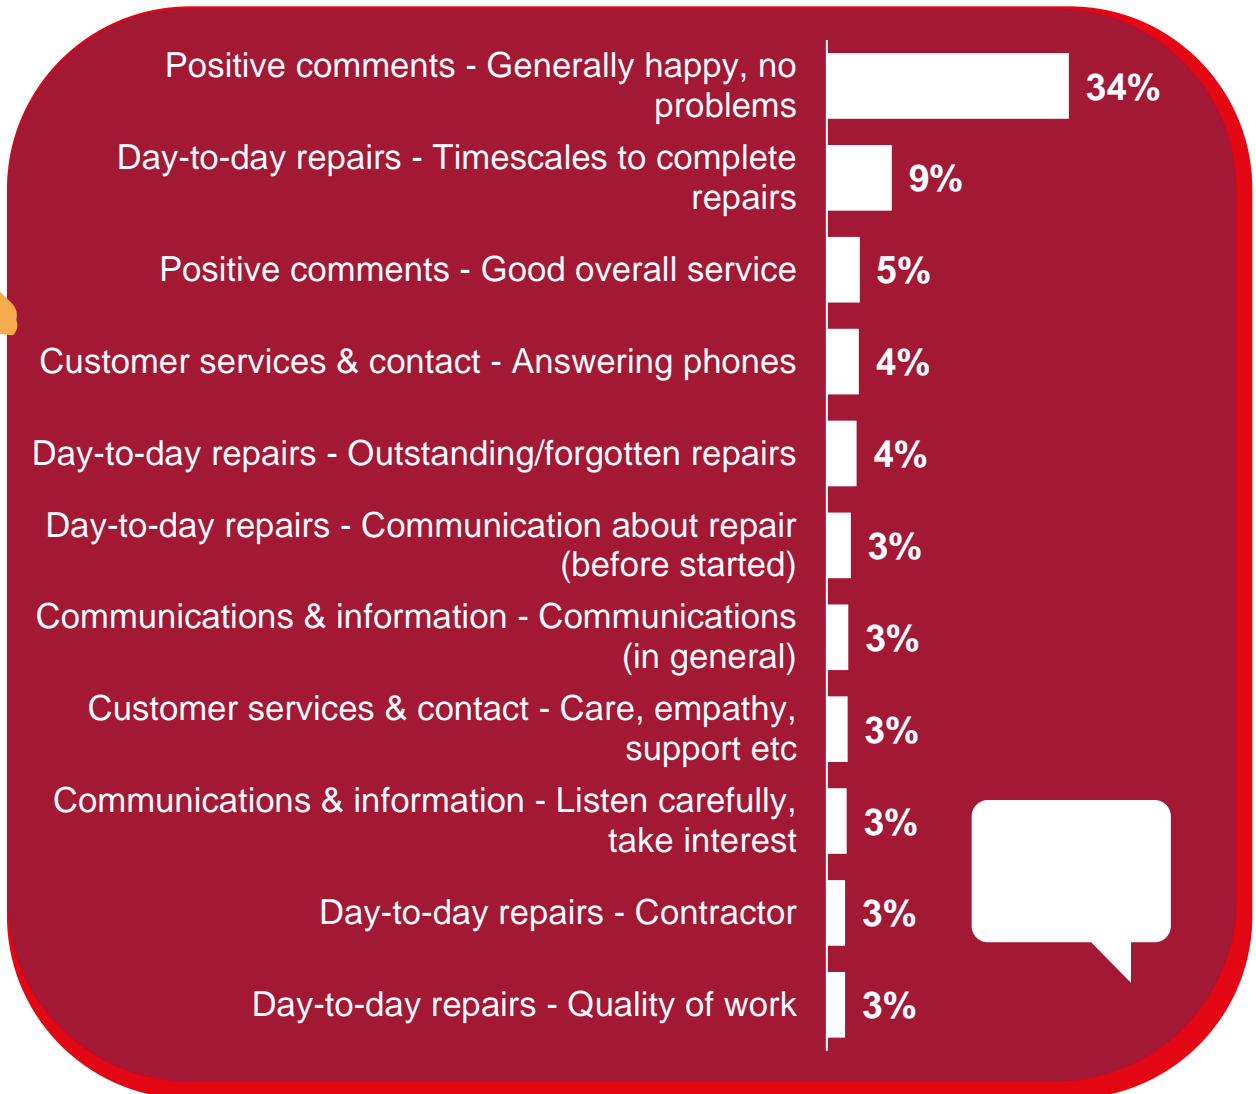 Positive comments - Generally happy, no
problems
34%
Day-to-day repairs - Timescales to complete
repairs
9%
Positive comments - Good overall service
5%
Customer services & contact - Answering phones
4%
Day-to-day repairs - Outstanding/forgotten repairs
4%
Day-to-day repairs - Communication about repair
(before started)
3%
Communications & information - Communications
(in general)
3%
Customer services & contact - Care, empathy,
support etc
3%
Communications & information - Listen carefully,
take interest
3%
Day-to-day repairs - Contractor
3%
Day-to-day repairs - Quality of work
3%